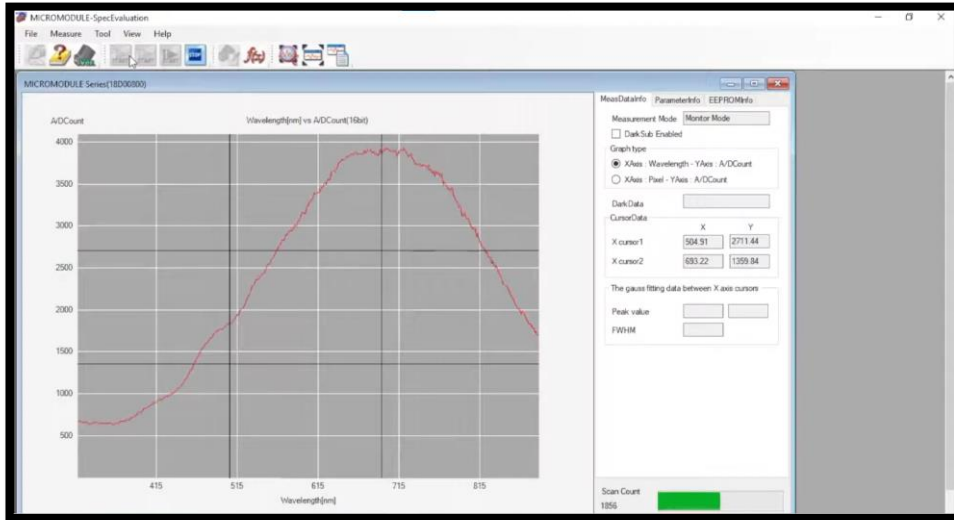 MICROMODULE-SpecEvaluation
File Measure Tool View Help
MICROMODULE Series(18D00800)
A/DCount
Wavelength[nm] vs A/DCount(16bit)
4000
3500
3000
2500
2000
1500
1000
500
415 515 615 715 815
Wavelength[nm]
MeasDataInfo ParameterInfo EEPROMInfo
Measurement Mode Monitor Mode
DarkSub Enabled
Graph type
XAxis : Wavelength - YAxis : A/DCount
XAxis : Pixel - YAxis : A/DCount
DarkData
CursorData
X Y
X cursor1 504.91 2711.44
X cursor2 693.22 1359.84
The gauss fitting data between X axis cursors
Peak value
FWHM
Scan Count
1856